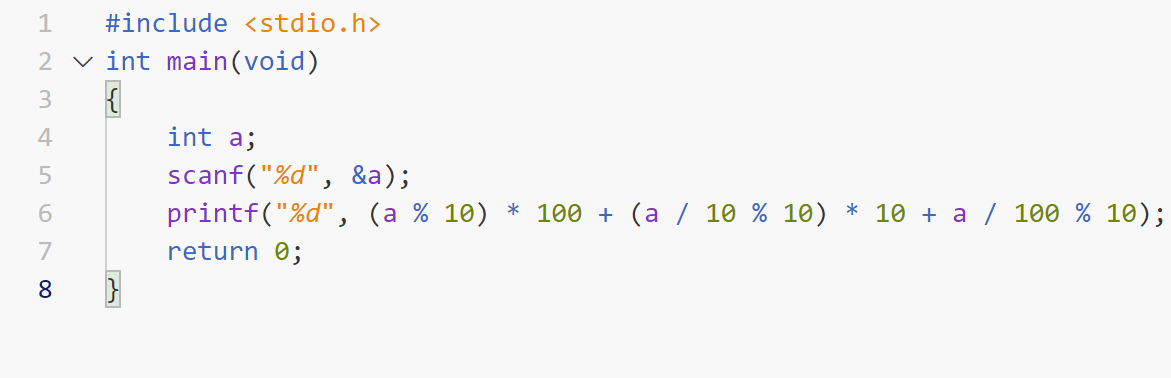 1 #include <stdio.h>
2 int main(void)
3 {
4     int a;
5     scanf("%d", &a);
6     printf("%d", (a % 10) * 100 + (a / 10 % 10) * 10 + a / 100 % 10);
7     return 0;
8 }